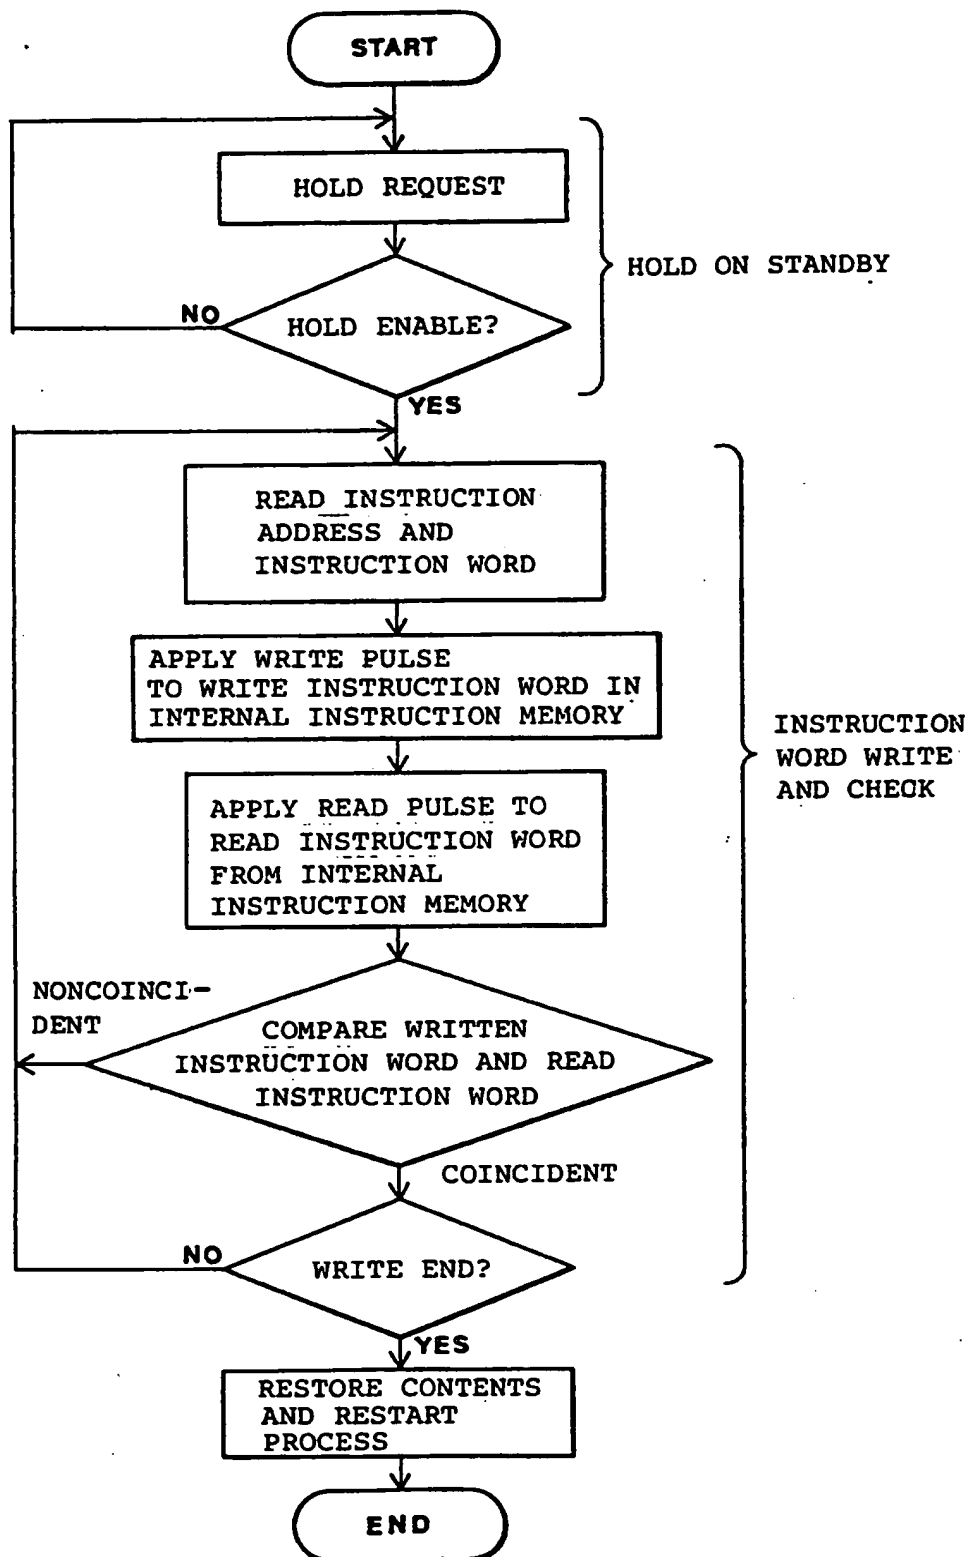 START
HOLD REQUEST
HOLD ON STANDBY
NO
HOLD ENABLE?
YES
READ INSTRUCTION
ADDRESS AND
INSTRUCTION WORD
APPLY WRITE PULSE
TO WRITE INSTRUCTION WORD IN
INTERNAL INSTRUCTION MEMORY
INSTRUCTION
WORD WRITE
AND CHECK
APPLY READ PULSE TO
READ INSTRUCTION WORD
FROM INTERNAL
INSTRUCTION MEMORY
NONCOINCI-
DENT
COMPARE WRITTEN
INSTRUCTION WORD AND READ
INSTRUCTION WORD
COINCIDENT
NO
WRITE END?
YES
RESTORE CONTENTS
AND RESTART
PROCESS
END